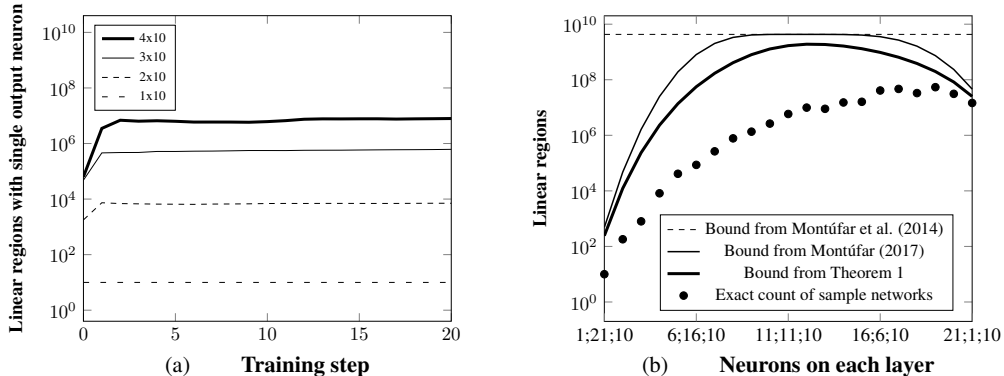 Linear regions with single output neuron
10^10
10^8
10^6
10^4
10^2
10^0
4x10
3x10
2x10
1x10
0
5
10
15
20
(a) Training step
Linear regions
10^10
10^8
10^6
10^4
10^2
10^0
Bound from Montúfar et al. (2014)
Bound from Montúfar (2017)
Bound from Theorem 1
Exact count of sample networks
1;21;10
6;16;10
11;11;10
16;6;10
21;1;10
(b) Neurons on each layer